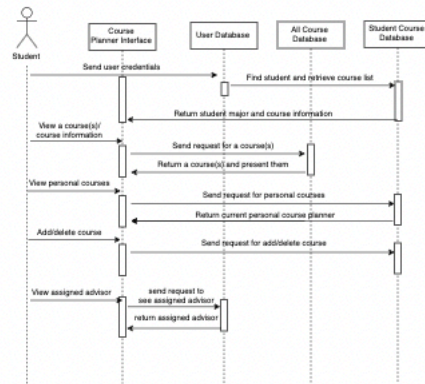 Student
Course
Planner Interface
User Database
All Course
Database
Student Course
Database
Send user credentials
Find student and retrieve course list
Return student major and course information
View a course(s)/
course information
Send request for a course(s)
Return a course(s) and present them
View personal courses
Send request for personal courses
Return current personal course planner
Add/delete course
Send request for add/delete course
View assigned advisor
send request to
see assigned advisor
return assigned advisor